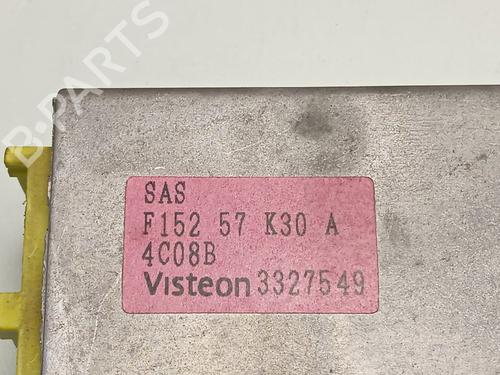 SAS
F152 57 K30 A
4C08B
Visteon 3327549
B-PARTS